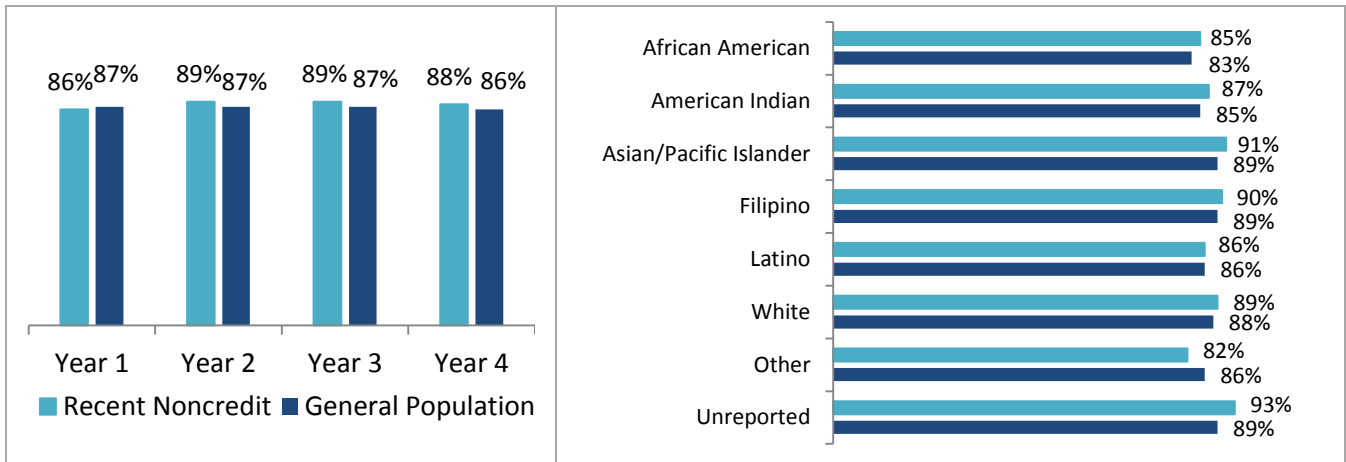 86% 87% 89% 87% 89% 87% 88% 86%
Year 1 Year 2 Year 3 Year 4
Recent Noncredit General Population
African American 85%
83%
American Indian 87%
85%
Asian/Pacific Islander 91%
89%
Filipino 90%
89%
Latino 86%
86%
White 89%
88%
Other 82%
86%
Unreported 93%
89%